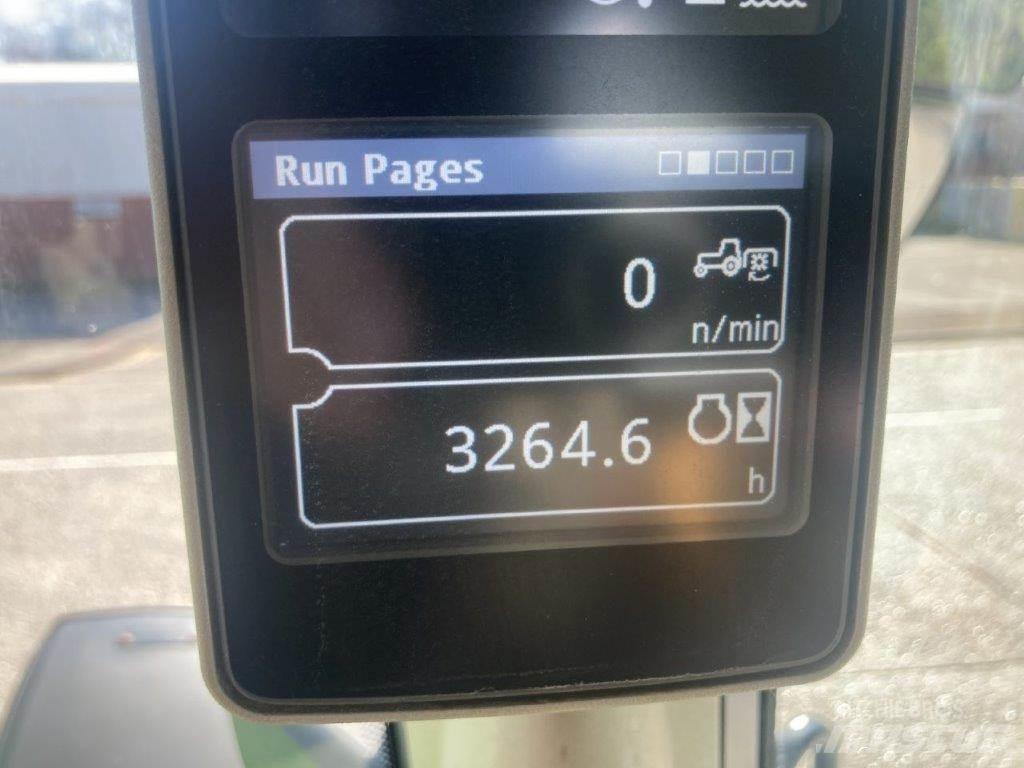 Run Pages
0
n/min
3264.6
h